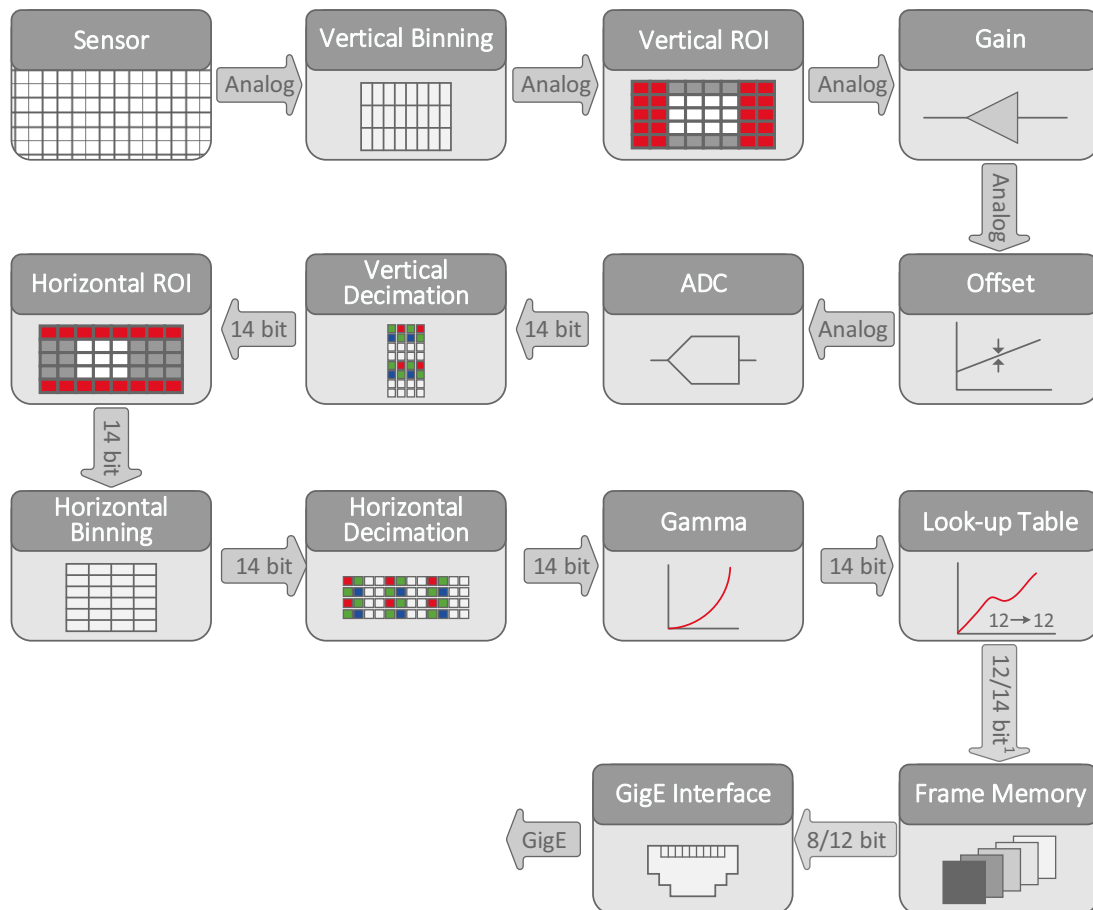 Sensor
Analog
Vertical Binning
Analog
Vertical ROI
Analog
Gain
Analog
Offset
Analog
ADC
14 bit
Vertical
Decimation
14 bit
Horizontal ROI
14 bit
Horizontal
Binning
14 bit
Horizontal
Decimation
14 bit
Gamma
14 bit
Look-up Table
12→12
12/14 bit¹
Frame Memory
8/12 bit
GigE Interface
GigE